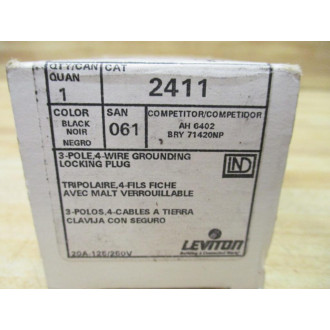 QTY/CAN CAT
QUAN
1
2411
COLOR
BLACK
NOIR
NEGRO
SAN
061
COMPETITOR/COMPETIDOR
AH 6402
BRY 71420NP
3-POLE,4-WIRE GROUNDING
LOCKING PLUG
IND
TRIPOLAIRE,4-FILS FICHE
AVEC MALT VERROUILLABLE
3-POLOS,4-CABLES A TIERRA
CLAVIJA CON SEGURO
LEVITON
20A.125/250V